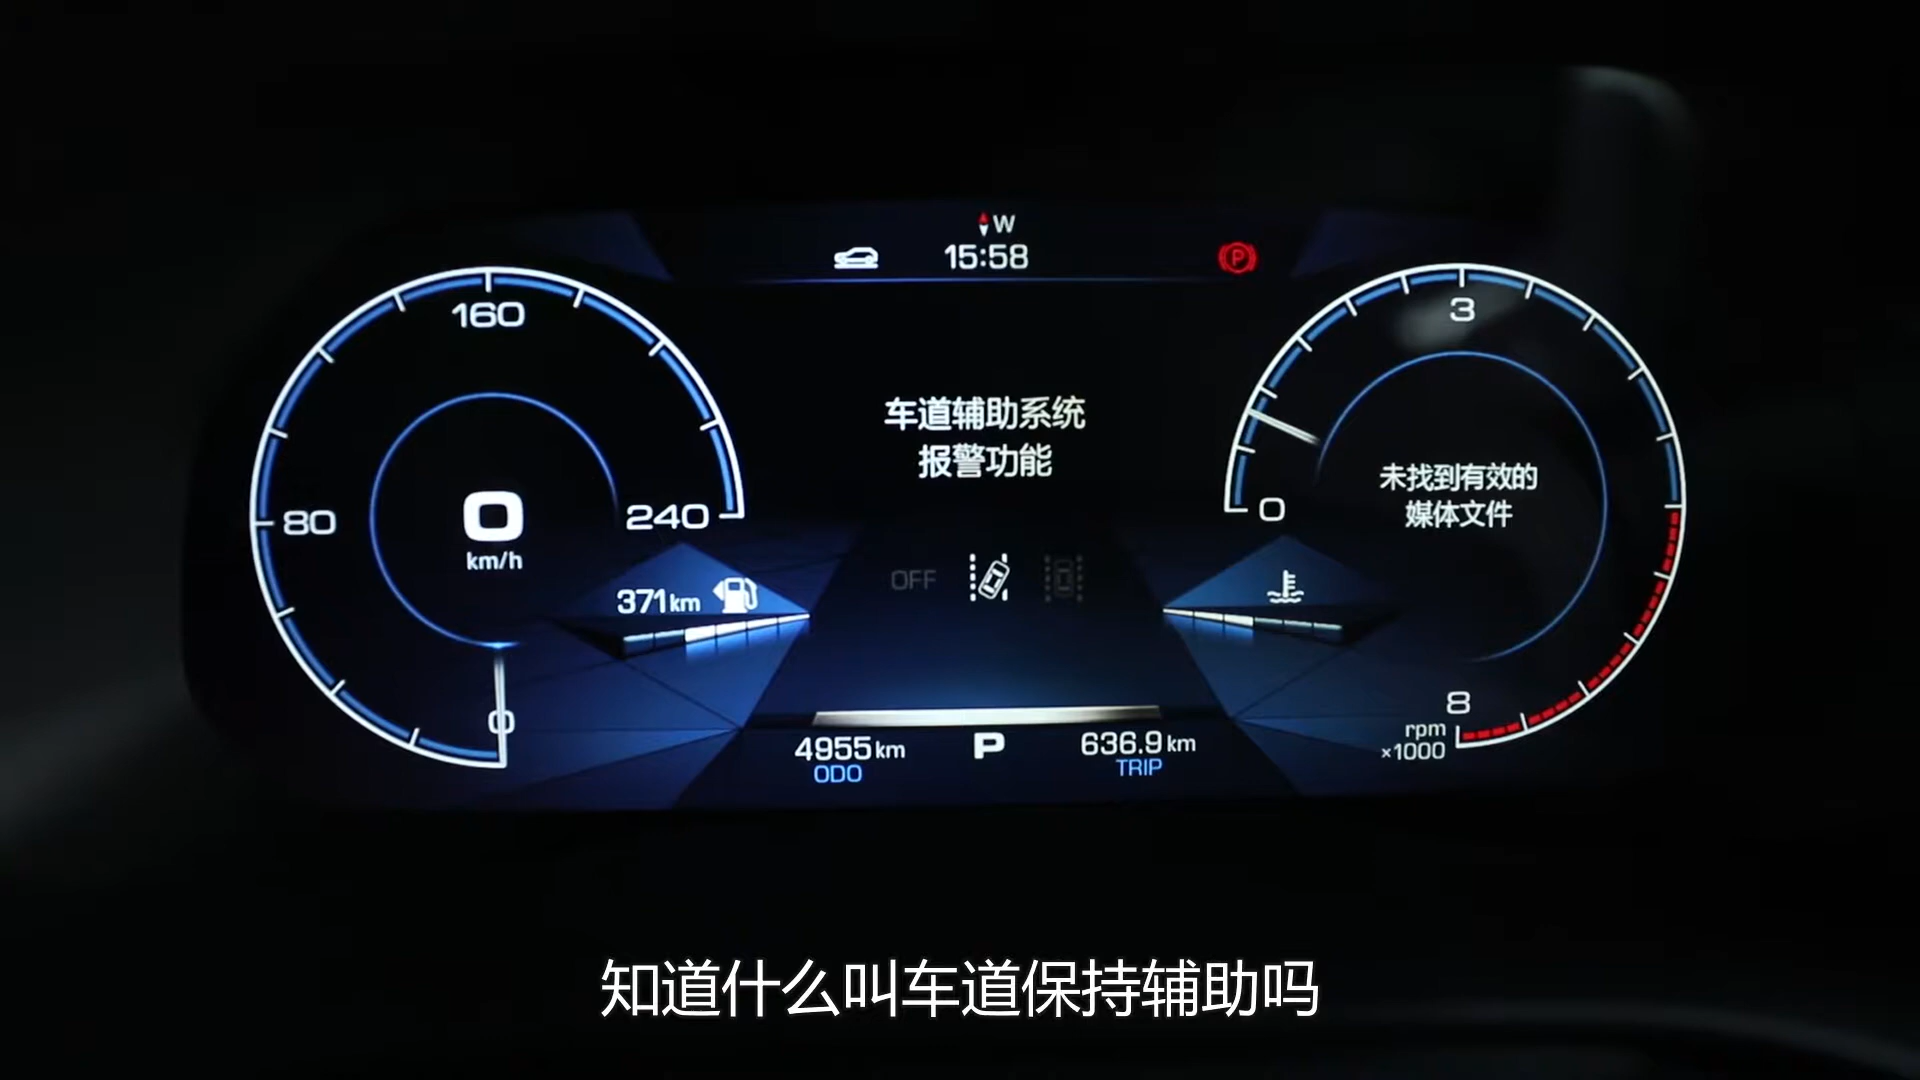 W
15:58
160
80
240
0
km/h
371km
0
车道辅助系统
报警功能
OFF
3
0
未找到有效的
媒体文件
8
rpm
×1000
4955km
ODO
P
636.9km
TRIP
P
知道什么叫车道保持辅助吗